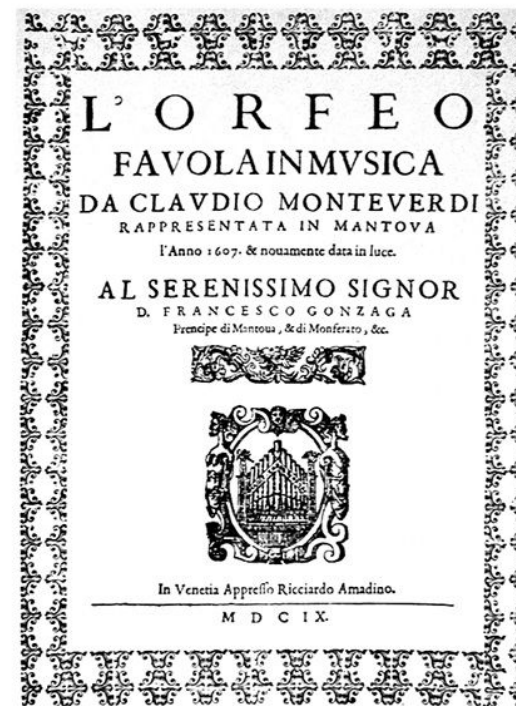 L'ORFEO
FAVOLA IN MVSICA
DA CLAVDIO MONTEVERDI
RAPPRESENTATA IN MANTOVA
l'Anno 1607. & nouamente data in luce.
AL SERENISSIMO SIGNOR
D. FRANCESCO GONZAGA
Prencipe di Mantoua, & di Monferato, &c.
In Venetia Appreſſo Ricciardo Amadino.
M D C IX.